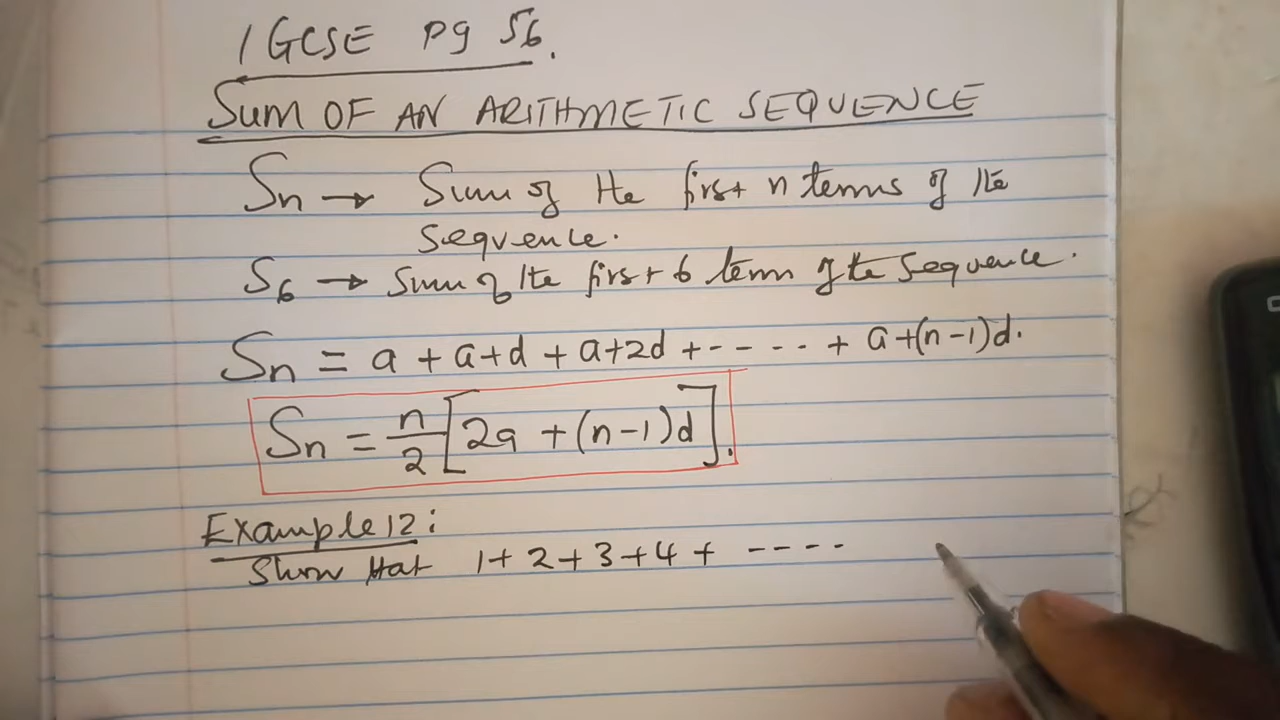 IGCSE pg 56.
SUM OF AN ARITHMETIC SEQUENCE
Sn → Sum of the first n terms of the
sequence.
S6 → Sum of the first 6 term of the sequence.
Sn = a + a+d + a+2d +----- + a+(n-1)d.
Sn = n/2 [2a + (n-1)d].
Example 12:
Show that 1+2+3+4+ ----